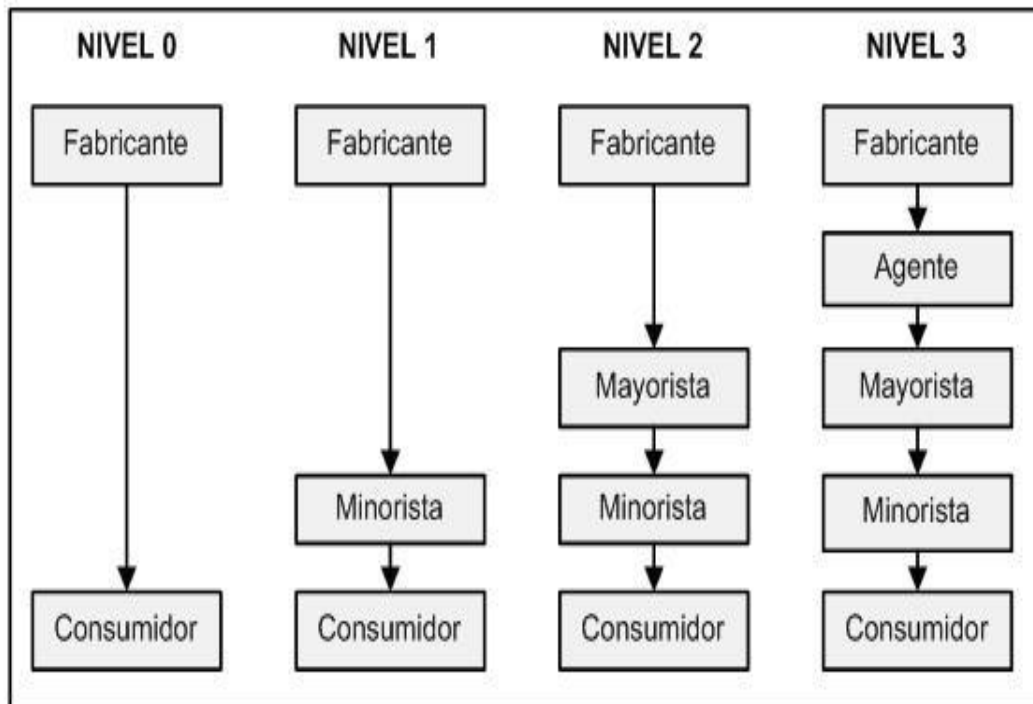 NIVEL 0 NIVEL 1 NIVEL 2 NIVEL 3
Fabricante Fabricante Fabricante Fabricante
Agente
Mayorista Mayorista
Minorista Minorista Minorista
Consumidor Consumidor Consumidor Consumidor